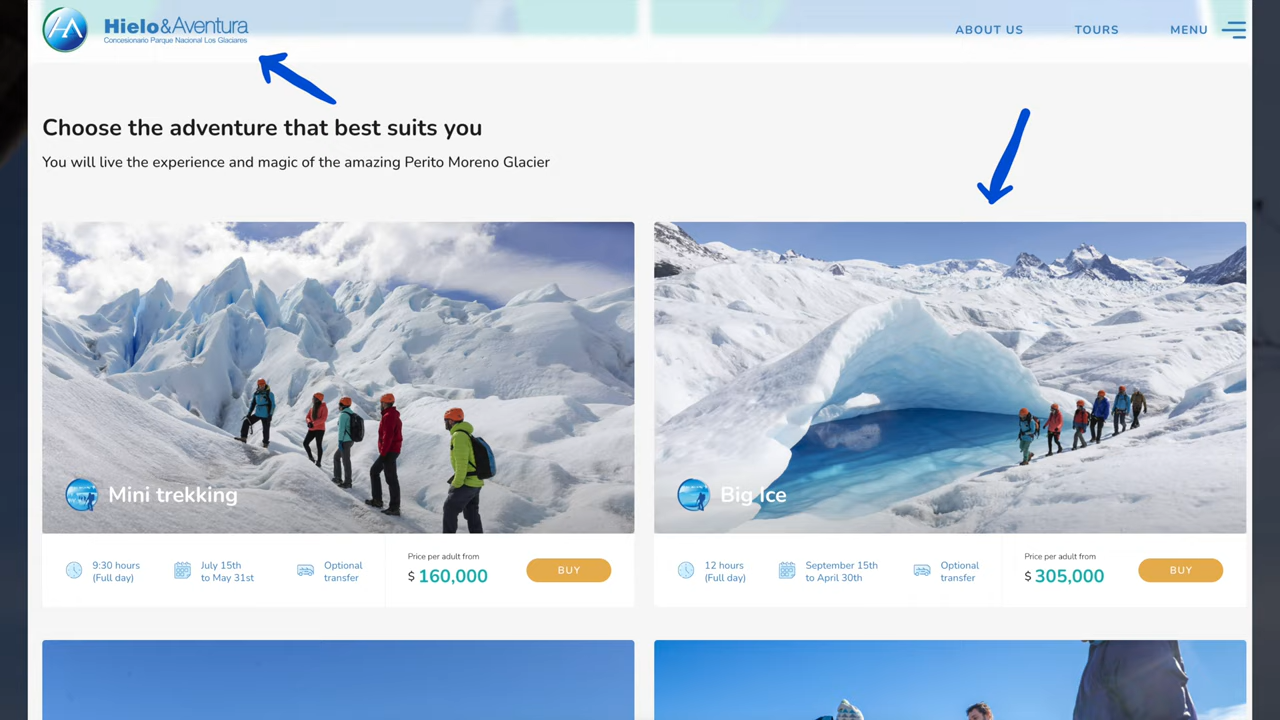 Hielo&Aventura
Concesionario Parque Nacional Los Glaciares
ABOUT US
TOURS
MENU
Choose the adventure that best suits you
You will live the experience and magic of the amazing Perito Moreno Glacier
Mini trekking
9:30 hours
(Full day)
July 15th
to May 31st
Optional
transfer
Price per adult from
$ 160,000
BUY
Big Ice
12 hours
(Full day)
September 15th
to April 30th
Optional
transfer
Price per adult from
$ 305,000
BUY